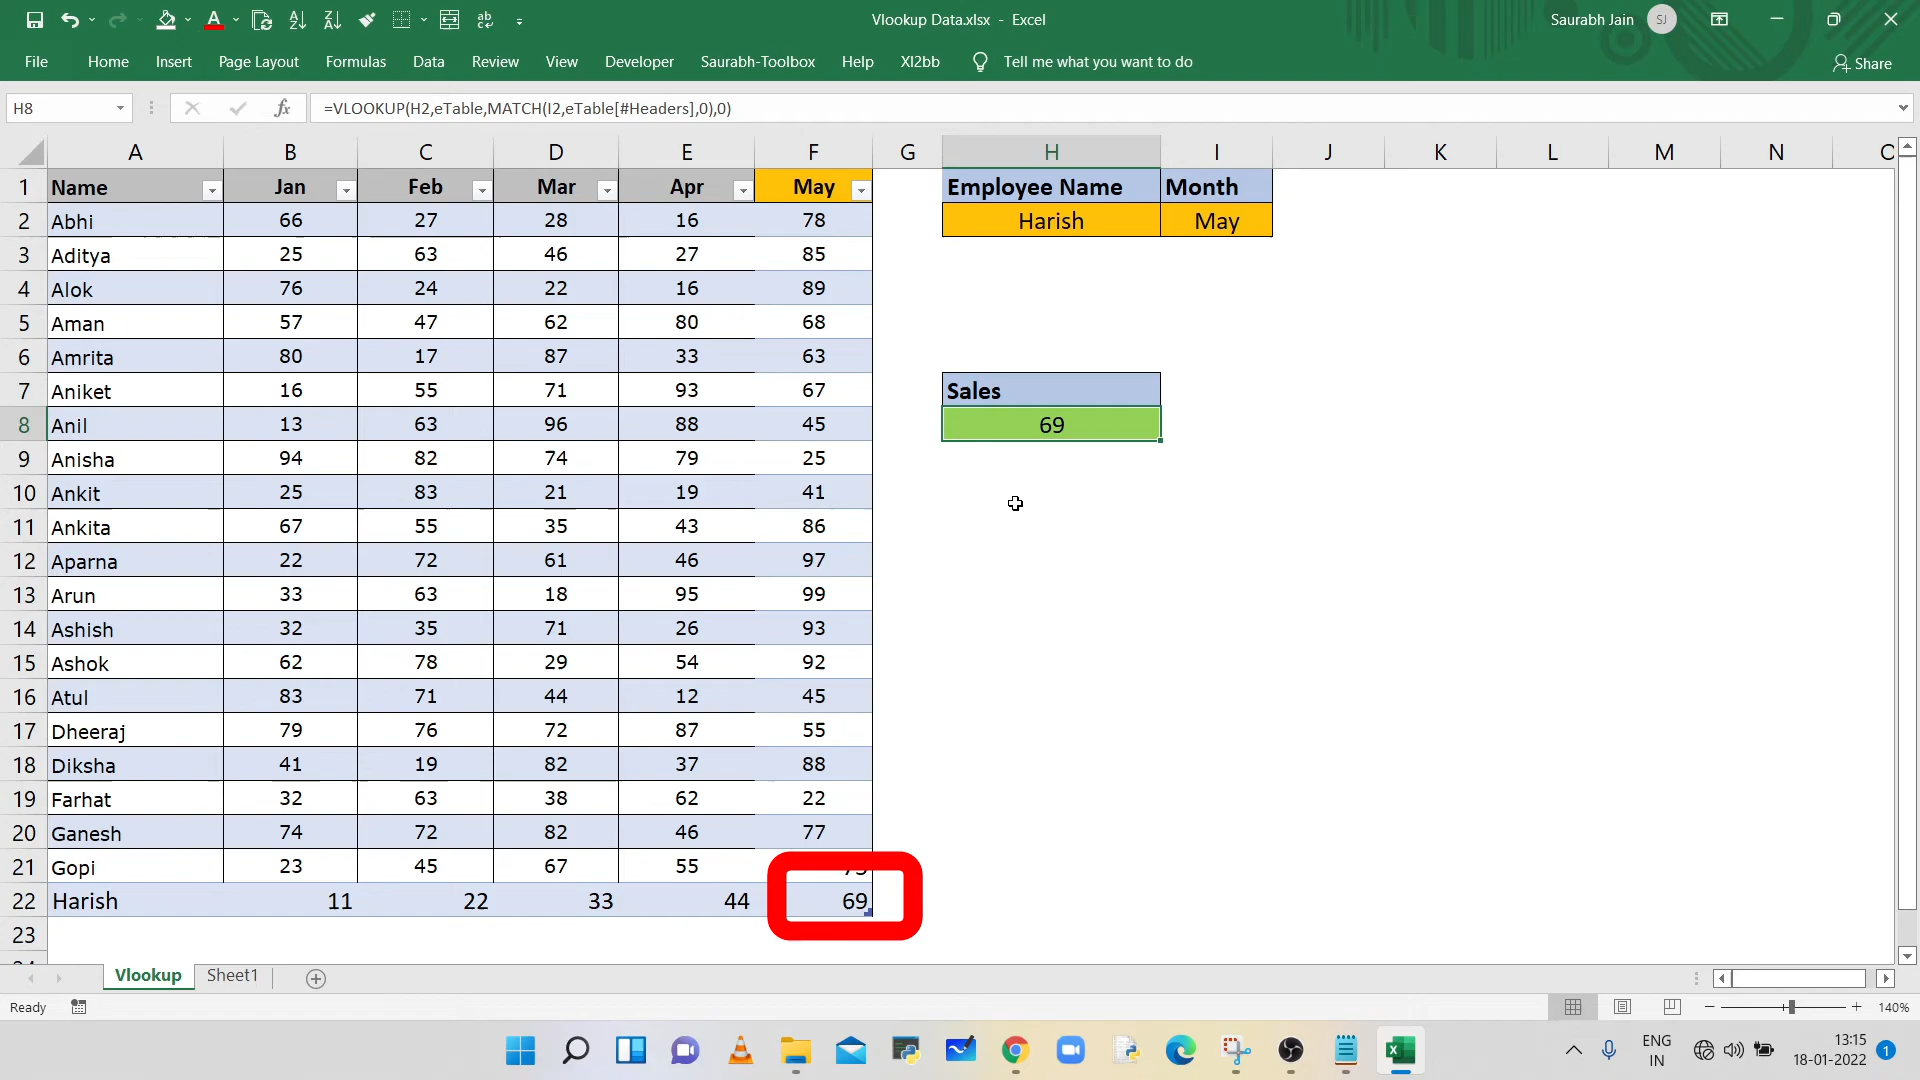 Vlookup Data.xlsx - Excel
Saurabh Jain SJ
File Home Insert Page Layout Formulas Data Review View Developer Saurabh-Toolbox Help Xl2bb Tell me what you want to do Share
H8 fx =VLOOKUP(H2,eTable,MATCH(I2,eTable[#Headers],0),0)
A B C D E F G H I J K L M N
1 Name Jan Feb Mar Apr May Employee Name Month
2 Abhi 66 27 28 16 78 Harish May
3 Aditya 25 63 46 27 85
4 Alok 76 24 22 16 89
5 Aman 57 47 62 80 68
6 Amrita 80 17 87 33 63
7 Aniket 16 55 71 93 67 Sales
8 Anil 13 63 96 88 45 69
9 Anisha 94 82 74 79 25
10 Ankit 25 83 21 19 41
11 Ankita 67 55 35 43 86
12 Aparna 22 72 61 46 97
13 Arun 33 63 18 95 99
14 Ashish 32 35 71 26 93
15 Ashok 62 78 29 54 92
16 Atul 83 71 44 12 45
17 Dheeraj 79 76 72 87 55
18 Diksha 41 19 82 37 88
19 Farhat 32 63 38 62 22
20 Ganesh 74 72 82 46 77
21 Gopi 23 45 67 55
22 Harish 11 22 33 44 69
23
Vlookup Sheet1
Ready 140%
ENG 13:15
IN 18-01-2022 1